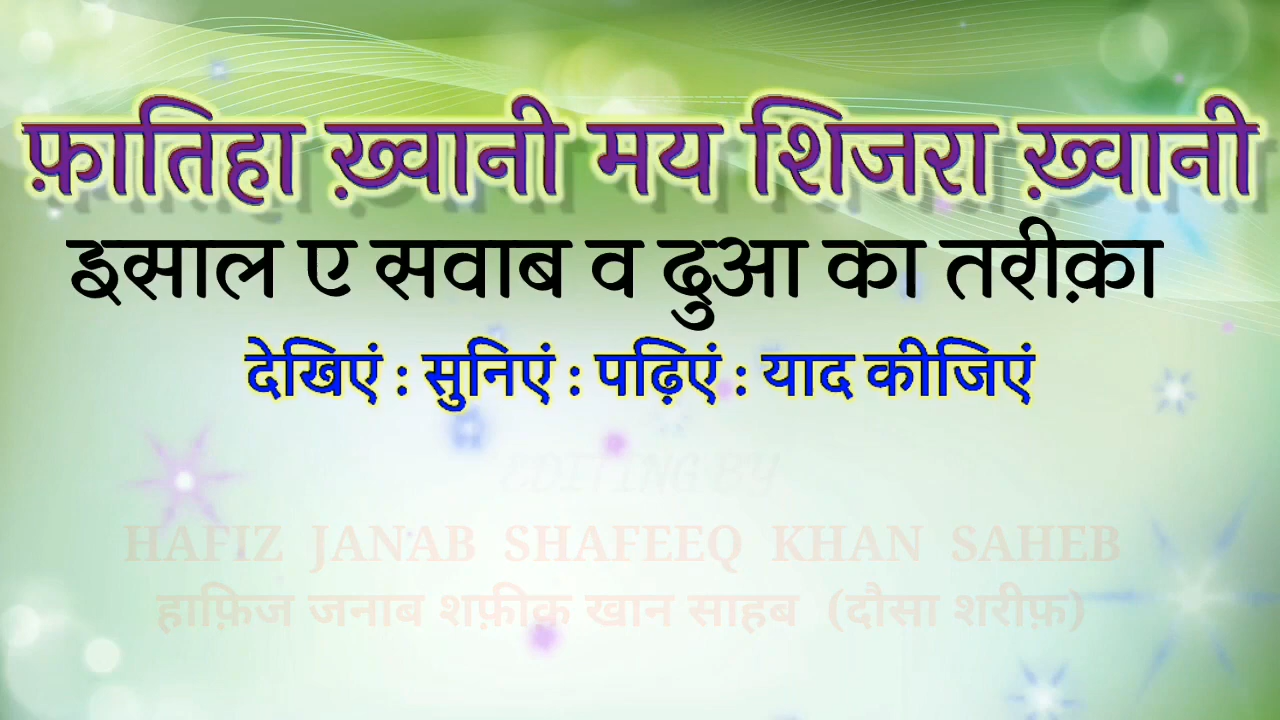 फ़ातिहा ख़्वानी मय शिजरा ख़्वानी
इसाल ए सवाब व दुआ का तरीक़ा
देखिएं : सुनिएं : पढ़िएं : याद कीजिएं
EDITING BY
HAFIZ JANAB SHAFEEQ KHAN SAHEB
हाफ़िज जनाब शफ़ीक़ खान साहब (दौसा शरीफ़)